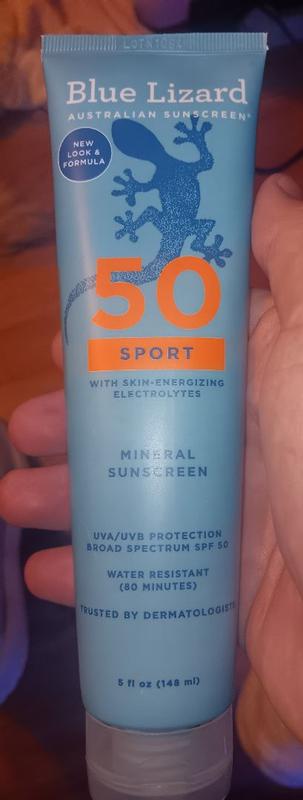 Blue Lizard
AUSTRALIAN SUNSCREEN®
NEW
LOOK &
FORMULA
50
SPORT
WITH SKIN-ENERGIZING
ELECTROLYTES
MINERAL
SUNSCREEN
UVA/UVB PROTECTION
BROAD SPECTRUM SPF 50
WATER RESISTANT
(80 MINUTES)
TRUSTED BY DERMATOLOGISTS
5 fl oz (148 ml)